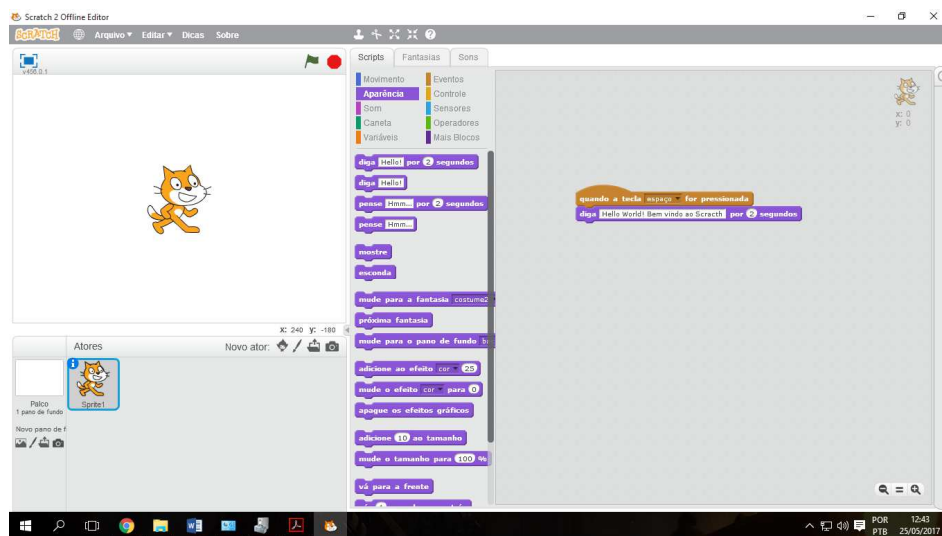 Scratch 2 Offline Editor
SCRATCH Arquivo Editar Dicas Sobre
v456.0.1
X: 240 Y: -180
Atores Novo ator:
Palco
1 pano de fundo
Sprite1
Novo pano de f
Scripts Fantasias Sons
Movimento Eventos
Aparência Controle
Som Sensores
Caneta Operadores
Variáveis Mais Blocos
diga Hello! por 2 segundos
diga Hello!
pense Hmm... por 2 segundos
pense Hmm...
mostre
esconda
mude para a fantasia costume2
próxima fantasia
mude para o pano de fundo
adicione ao efeito cor 25
mude o efeito cor para 0
apague os efeitos gráficos
adicione 10 ao tamanho
mude o tamanho para 100 %
vá para a frente
quando a tecla espaço for pressionada
diga Hello World! Bem vindo ao Scracth por 2 segundos
x: 0
y: 0
POR 12:43
PTB 25/05/2017